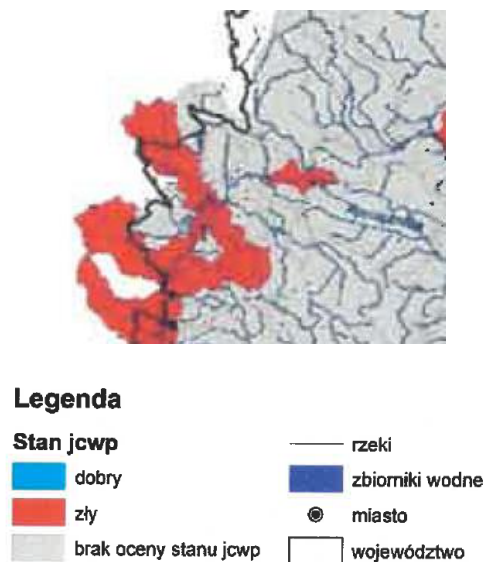 Legenda
Stan jcwp
dobry
zły
brak oceny stanu jcwp
rzeki
zbiorniki wodne
miasto
województwo